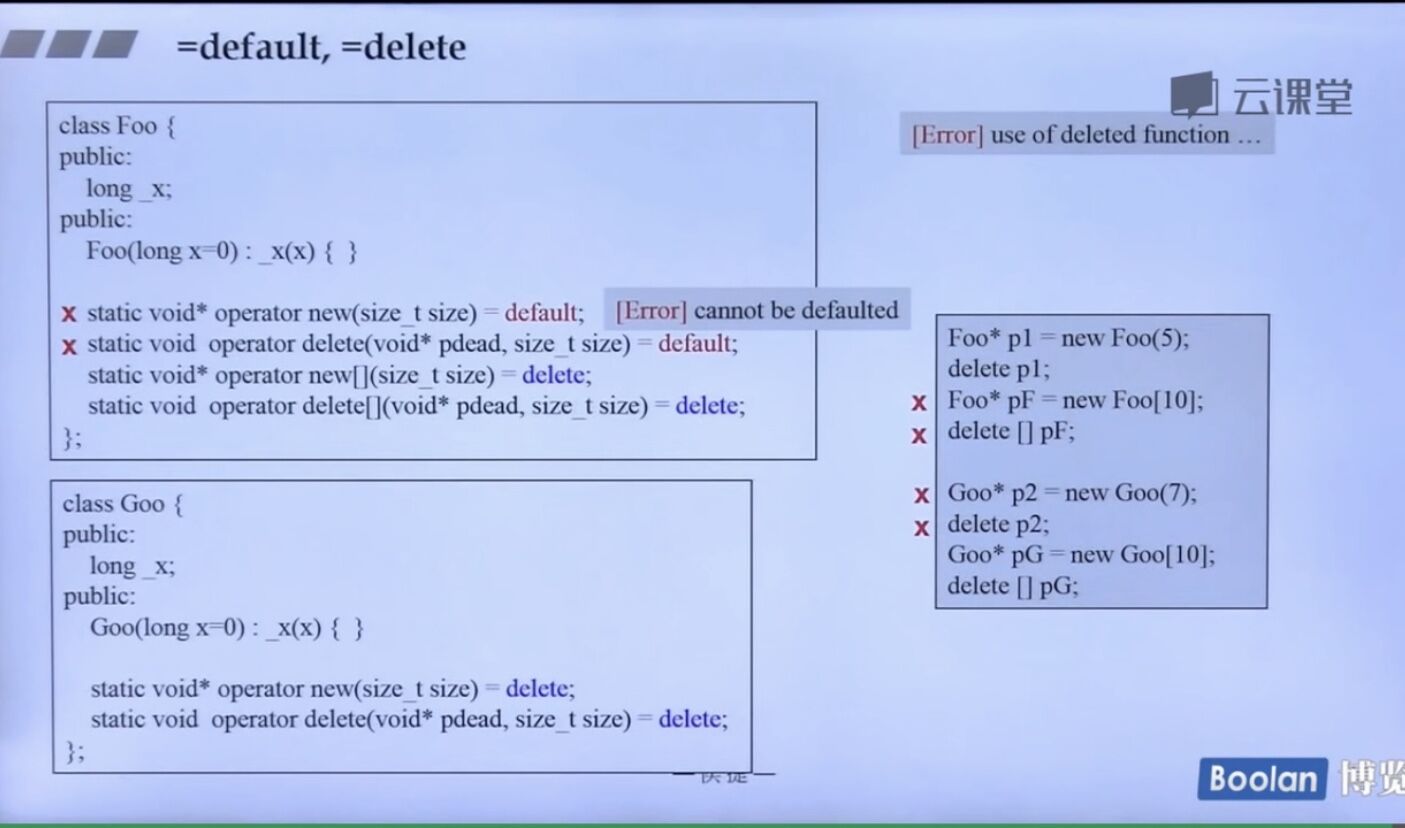 =default, =delete
云课堂
class Foo {
public:
long _x;
public:
Foo(long x=0) : _x(x) { }
x static void* operator new(size_t size) = default;
x static void operator delete(void* pdead, size_t size) = default;
static void* operator new[](size_t size) = delete;
static void operator delete[](void* pdead, size_t size) = delete;
};
[Error] cannot be defaulted
[Error] use of deleted function …
class Goo {
public:
long _x;
public:
Goo(long x=0) : _x(x) { }
static void* operator new(size_t size) = delete;
static void operator delete(void* pdead, size_t size) = delete;
};
Foo* p1 = new Foo(5);
delete p1;
x Foo* pF = new Foo[10];
x delete [] pF;
x Goo* p2 = new Goo(7);
x delete p2;
Goo* pG = new Goo[10];
delete [] pG;
Boolan 博览